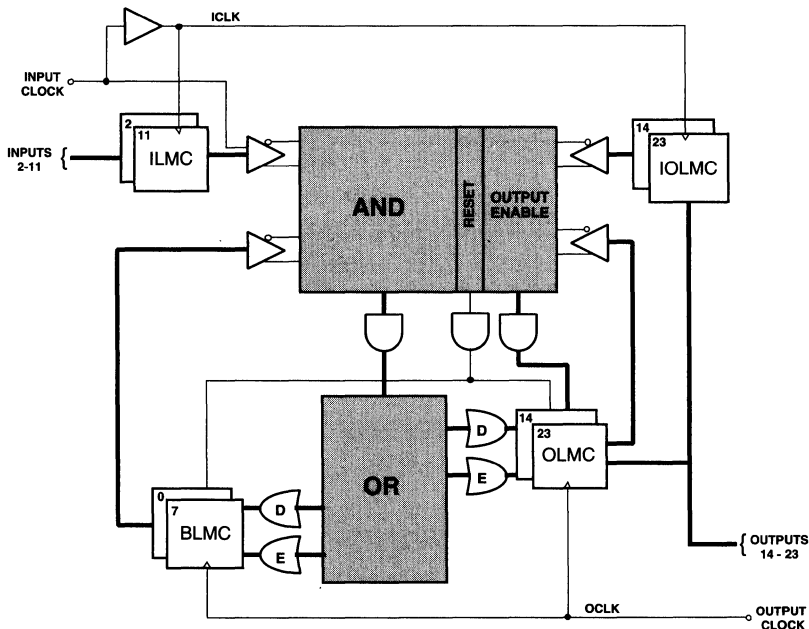 ICLK
INPUT
CLOCK
2
11
ILMC
INPUTS
2-11
{
AND
RESET
OUTPUT
ENABLE
14
23
IOLMC
OR
D
E
14
23
OLMC
0
7
BLMC
D
E
{
OUTPUTS
14 - 23
OCLK
OUTPUT
CLOCK